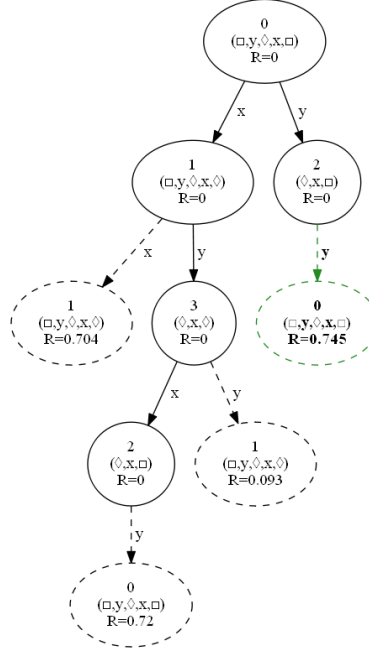 0
(□,y,◊,x,□)
R=0
x
y
1
(□,y,◊,x,◊)
R=0
2
(◊,x,□)
R=0
x
y
y
1
(□,y,◊,x,◊)
R=0.704
3
(◊,x,◊)
R=0
0
(□,y,◊,x,□)
R=0.745
x
y
2
(◊,x,□)
R=0
1
(□,y,◊,x,◊)
R=0.093
y
0
(□,y,◊,x,□)
R=0.72